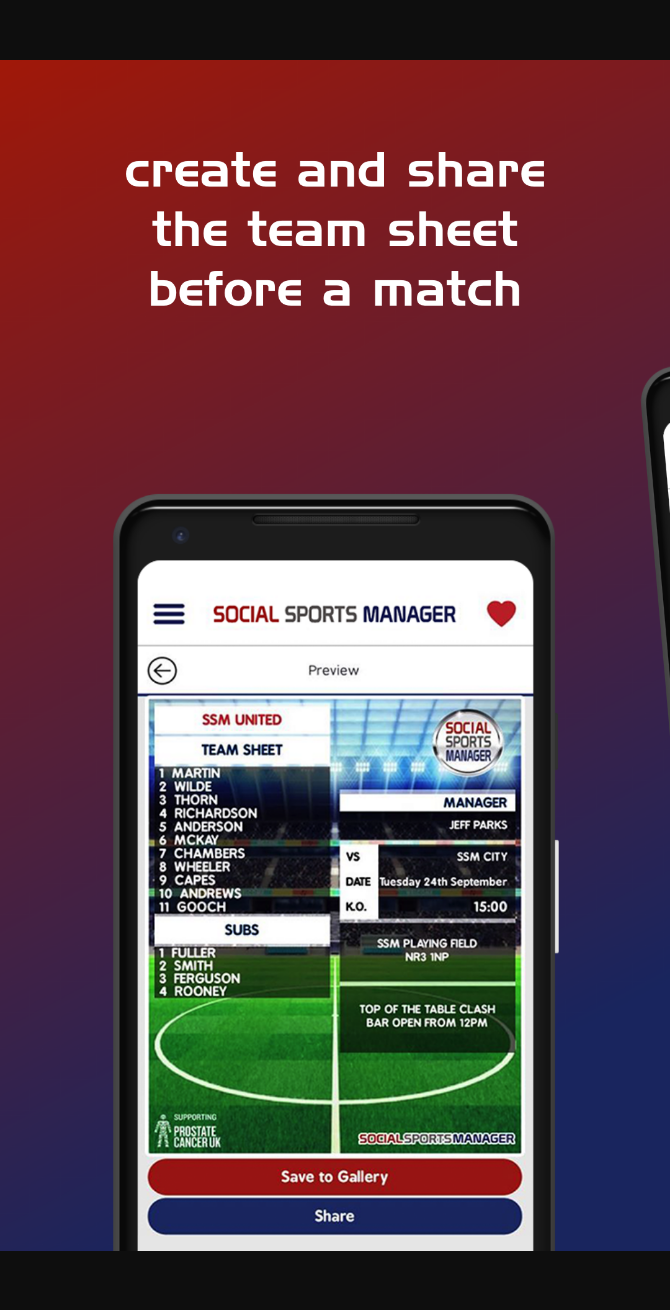 create and share
the team sheet
before a match
SOCIAL SPORTS MANAGER
Preview
SSM UNITED
TEAM SHEET
1 MARTIN
2 WILDE
3 THORN
4 RICHARDSON
5 ANDERSON
6 MCKAY
7 CHAMBERS
8 WHEELER
9 CAPES
10 ANDREWS
11 GOOCH
SUBS
1 FULLER
2 SMITH
3 FERGUSON
4 ROONEY
SOCIAL
SPORTS
MANAGER
MANAGER
JEFF PARKS
VS SSM CITY
DATE Tuesday 24th September
K.O. 15:00
SSM PLAYING FIELD
NR3 1NP
TOP OF THE TABLE CLASH
BAR OPEN FROM 12PM
SUPPORTING
PROSTATE
CANCER UK
SOCIALSPORTSMANAGER
Save to Gallery
Share